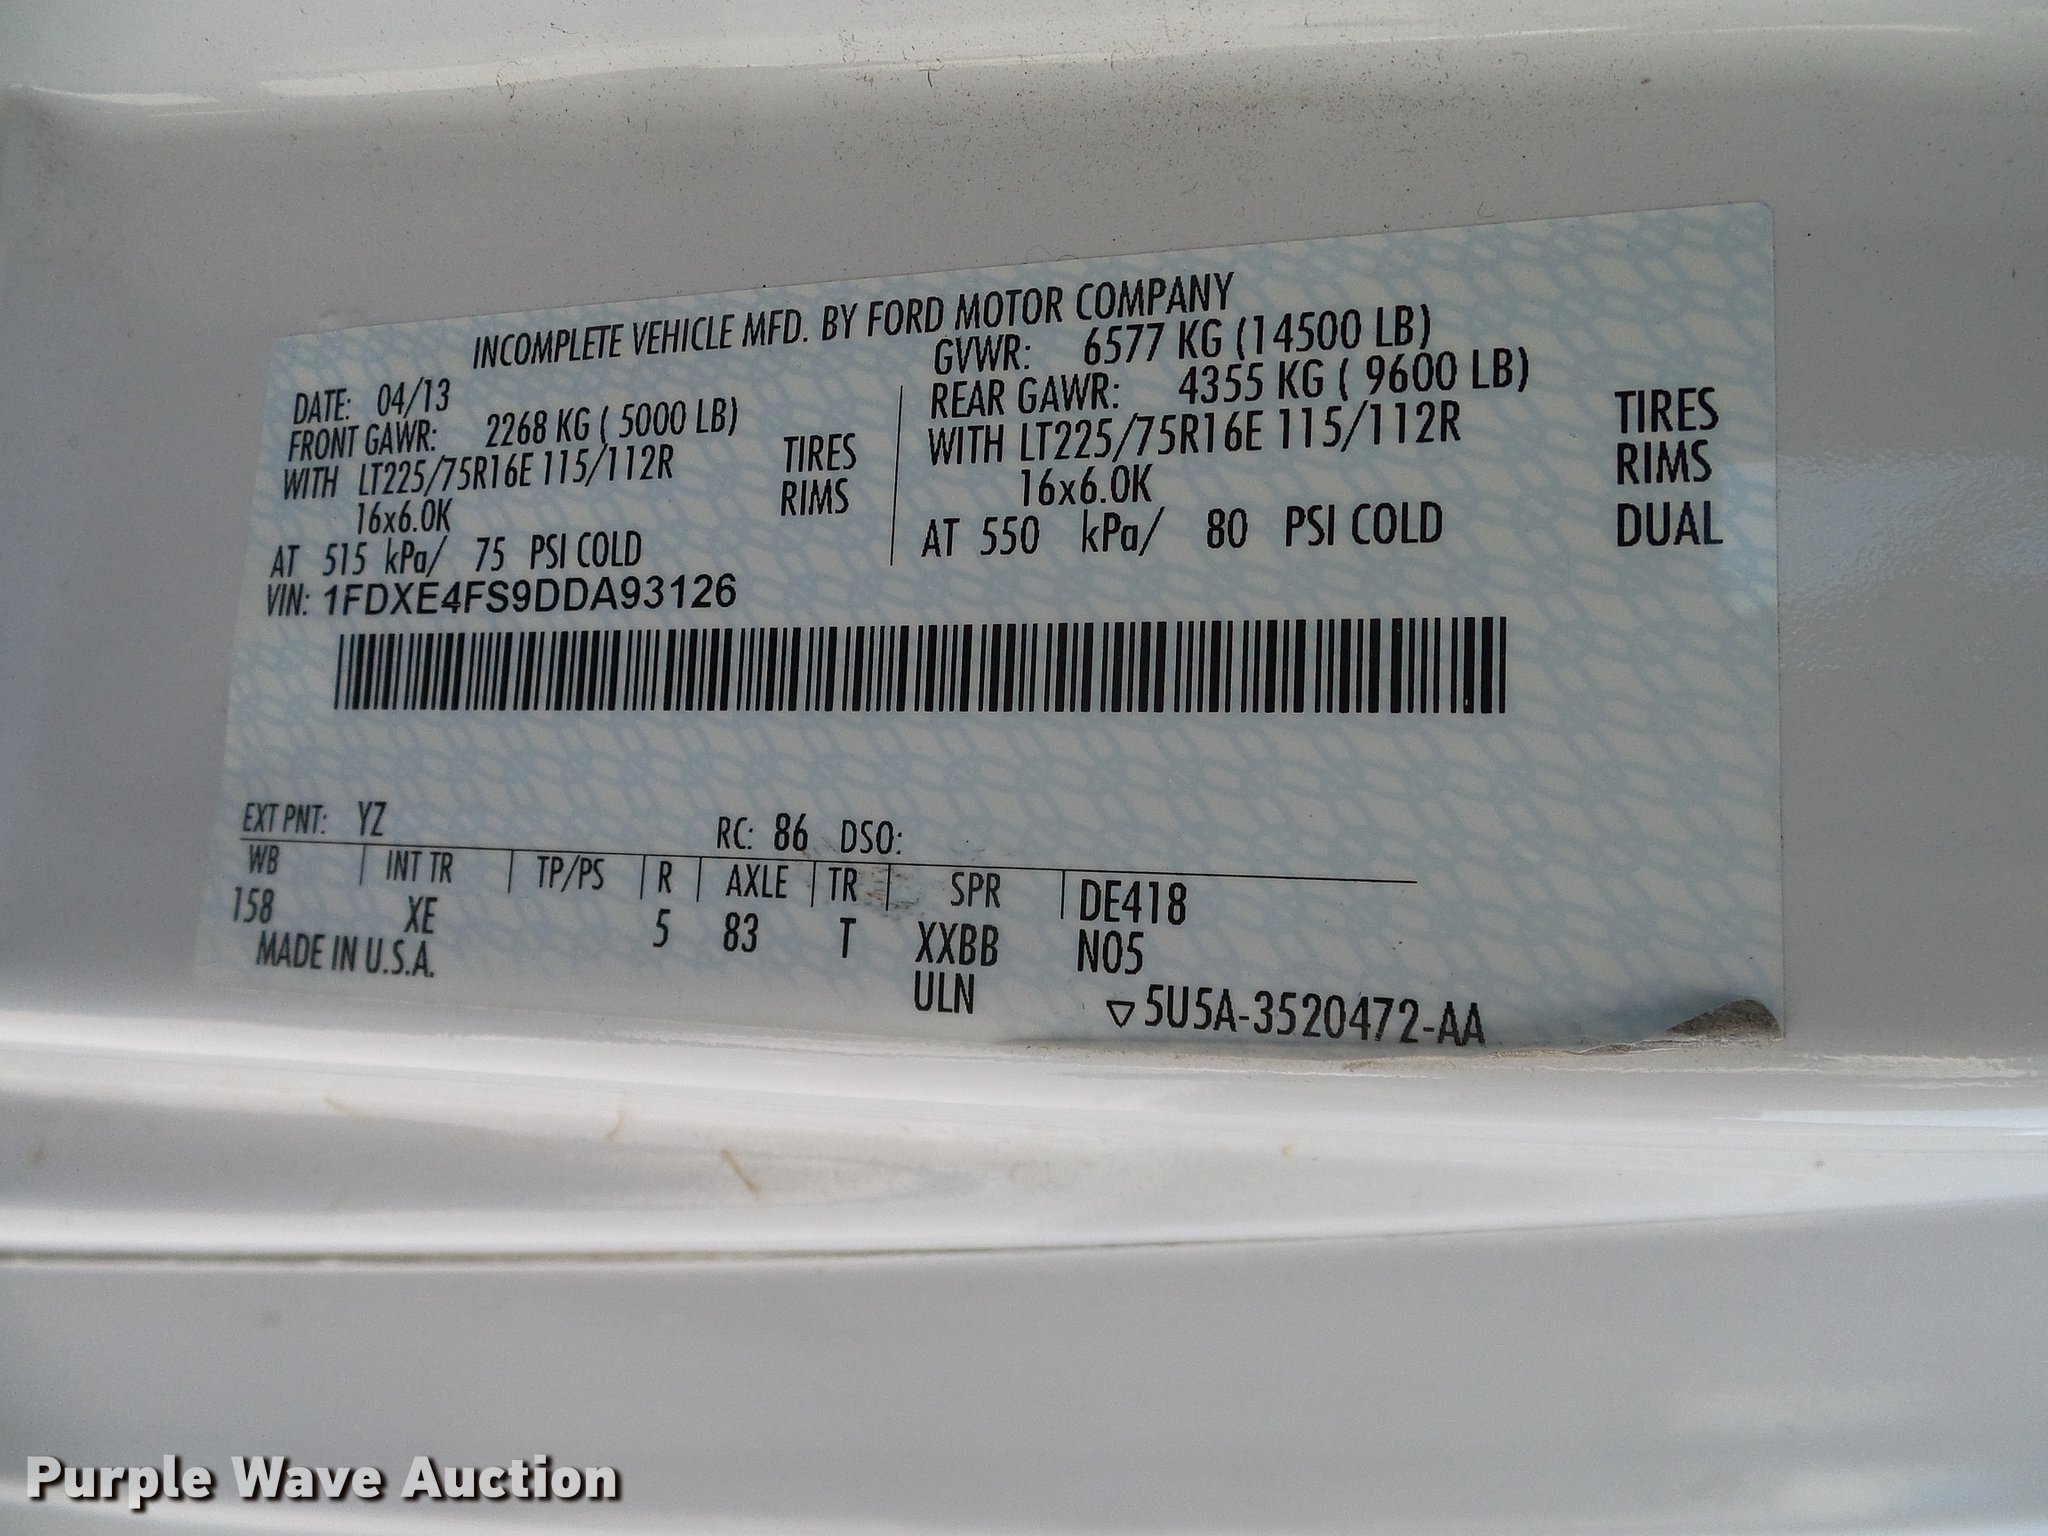 INCOMPLETE VEHICLE MFD. BY FORD MOTOR COMPANY
DATE: 04/13
FRONT GAWR: 2268 KG ( 5000 LB)
WITH LT225/75R16E 115/112R TIRES
16x6.0K RIMS
AT 515 kPa/ 75 PSI COLD
GVWR: 6577 KG (14500 LB)
REAR GAWR: 4355 KG ( 9600 LB)
WITH LT225/75R16E 115/112R TIRES
16x6.0K RIMS
AT 550 kPa/ 80 PSI COLD DUAL
VIN: 1FDXE4FS9DDA93126
EXT PNT: YZ RC: 86 DSO:
WB INT TR TP/PS R AXLE TR SPR DE418
158 XE 5 83 T XXBB N05
MADE IN U.S.A. ULN ▽5U5A-3520472-AA
Purple Wave Auction